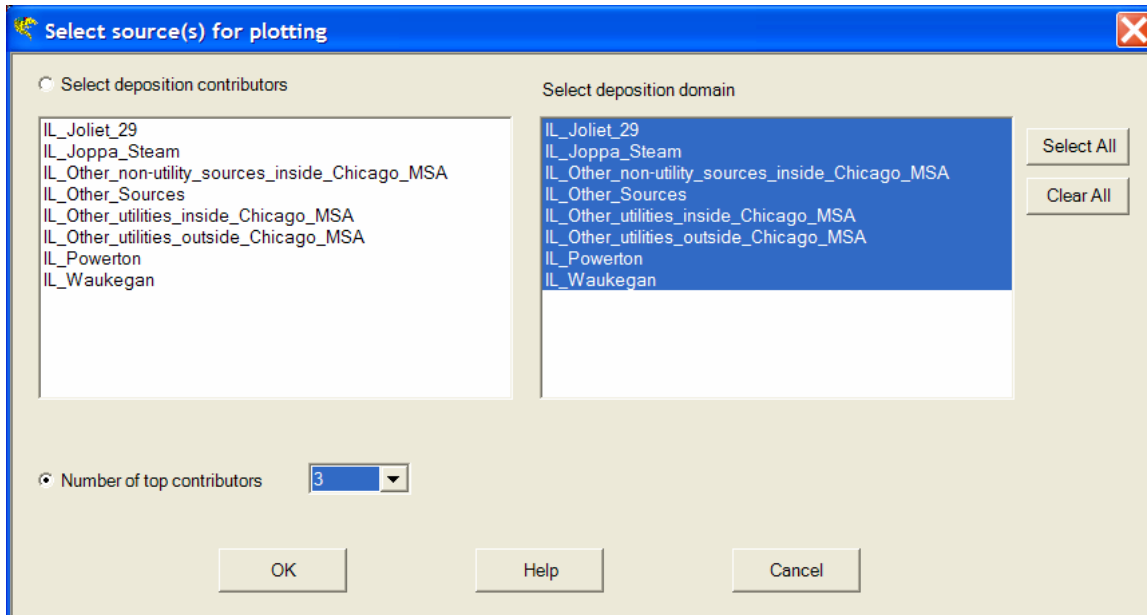 Select source(s) for plotting
Select deposition contributors
Select deposition domain
IL_Joliet_29
IL_Joppa_Steam
IL_Other_non-utility_sources_inside_Chicago_MSA
IL_Other_Sources
IL_Other_utilities_inside_Chicago_MSA
IL_Other_utilities_outside_Chicago_MSA
IL_Powerton
IL_Waukegan
IL_Joliet_29
IL_Joppa_Steam
IL_Other_non-utility_sources_inside_Chicago_MSA
IL_Other_Sources
IL_Other_utilities_inside_Chicago_MSA
IL_Other_utilities_outside_Chicago_MSA
IL_Powerton
IL_Waukegan
Select All
Clear All
Number of top contributors
3
OK
Help
Cancel